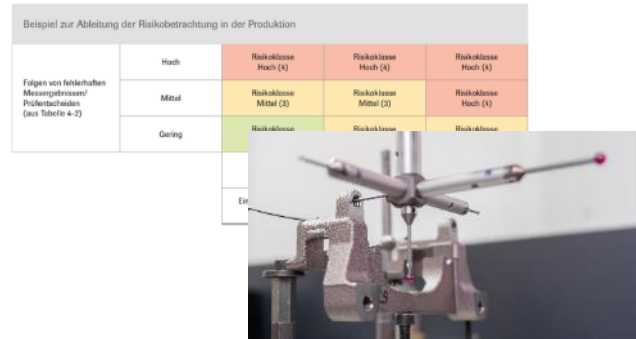 Beispiel zur Ableitung der Risikobetrachtung in der Produktion
Folgen von fehlerhaften
Messergebnissen/
Prüfentscheiden
(aus Tabelle 4-2)
Hoch
Risikoklasse
Hoch (4)
Risikoklasse
Hoch (4)
Risikoklasse
Hoch (4)
Mittel
Risikoklasse
Mittel (3)
Risikoklasse
Mittel (3)
Risikoklasse
Hoch (4)
Gering
Risikoklasse
Risikoklasse
Risikoklasse